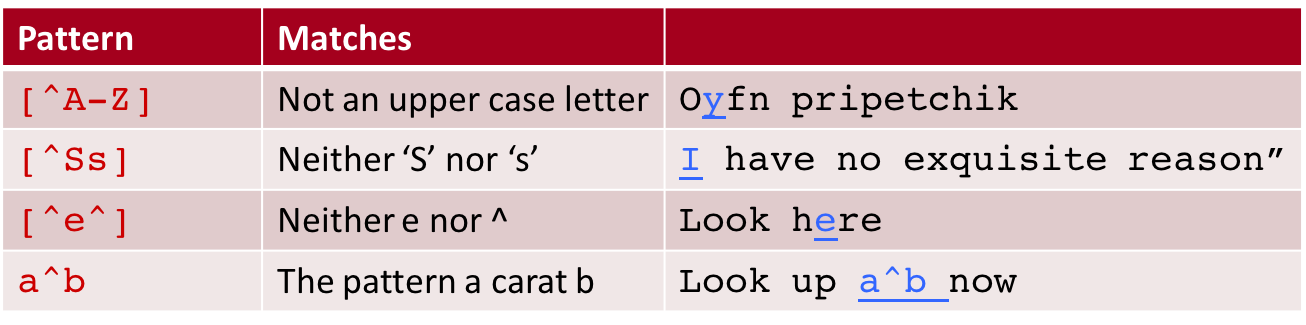 Pattern Matches
[^A-Z] Not an upper case letter Oyfn pripetchik
[^Ss] Neither ‘S’ nor ‘s’ I have no exquisite reason”
[^e^] Neither e nor ^ Look here
a^b The pattern a carat b Look up a^b now